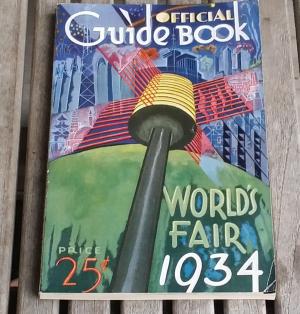 OFFICIAL
Guide BOOK
WORLD'S
FAIR
1934
PRICE
25¢